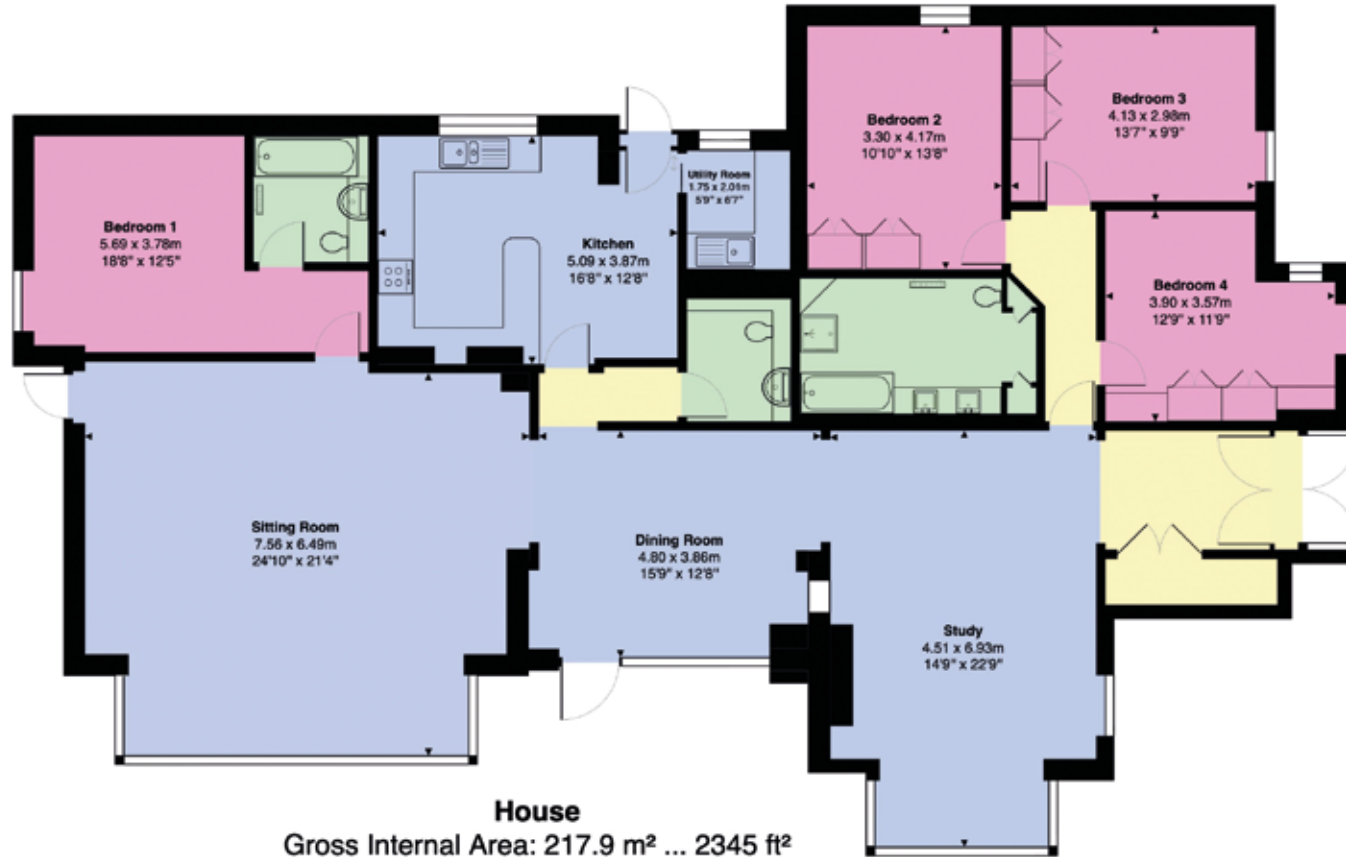 Bedroom 1
5.69 x 3.78m
18'8" x 12'5"
Kitchen
5.09 x 3.87m
16'8" x 12'8"
Utility Room
1.75 x 2.01m
5'9" x 6'7"
Bedroom 2
3.30 x 4.17m
10'10" x 13'8"
Bedroom 3
4.13 x 2.98m
13'7" x 9'9"
Bedroom 4
3.90 x 3.57m
12'9" x 11'9"
Sitting Room
7.56 x 6.49m
24'10" x 21'4"
Dining Room
4.80 x 3.86m
15'9" x 12'8"
Study
4.51 x 6.93m
14'9" x 22'9"
House
Gross Internal Area: 217.9 m² ... 2345 ft²